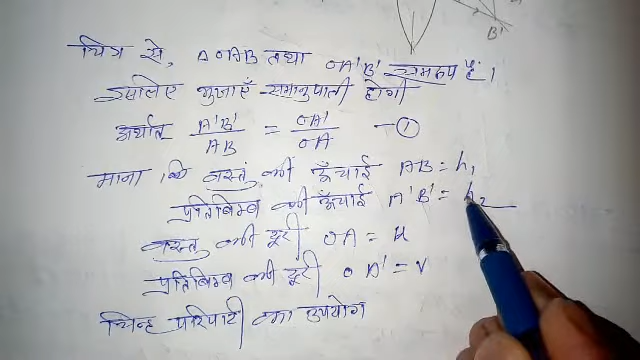 B'
चित्र से, △OAB तथा OA'B' समरूप हैं।
इसलिए भुजाएँ समानुपाती होगी
अर्थात A'B'/AB = OA'/OA —①
माना कि वस्तु की ऊँचाई AB = h₁
प्रतिबिम्ब की ऊँचाई A'B' = h₂
वस्तु की दूरी OA = u
प्रतिबिम्ब की दूरी OA' = v
चिन्ह परिपाटी का उपयोग